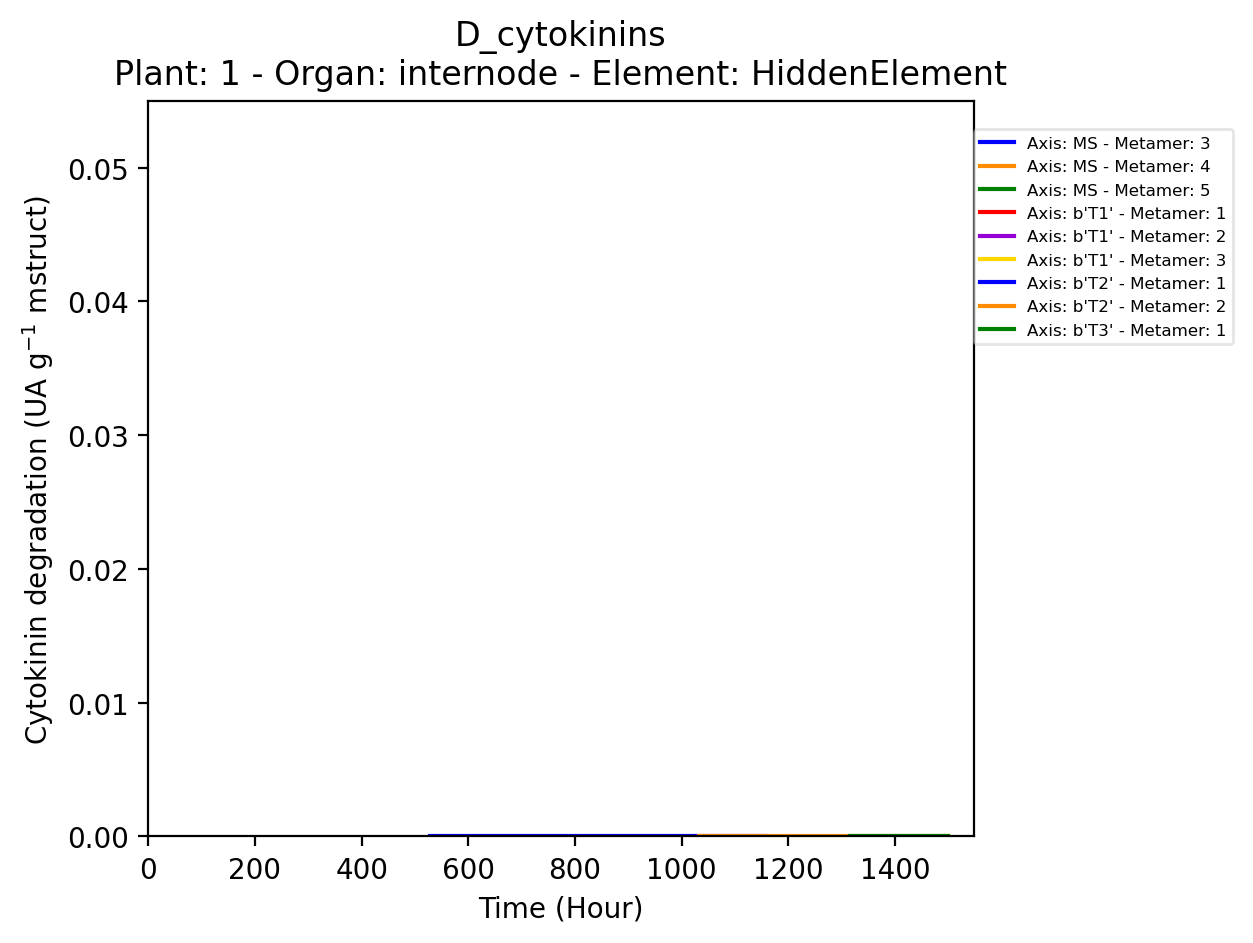 D_cytokinins
Plant: 1 - Organ: internode - Element: HiddenElement
Cytokinin degradation (UA g⁻¹ mstruct)
0.05
0.04
0.03
0.02
0.01
0.00
0 200 400 600 800 1000 1200 1400
Time (Hour)
Axis: MS - Metamer: 3
Axis: MS - Metamer: 4
Axis: MS - Metamer: 5
Axis: b'T1' - Metamer: 1
Axis: b'T1' - Metamer: 2
Axis: b'T1' - Metamer: 3
Axis: b'T2' - Metamer: 1
Axis: b'T2' - Metamer: 2
Axis: b'T3' - Metamer: 1